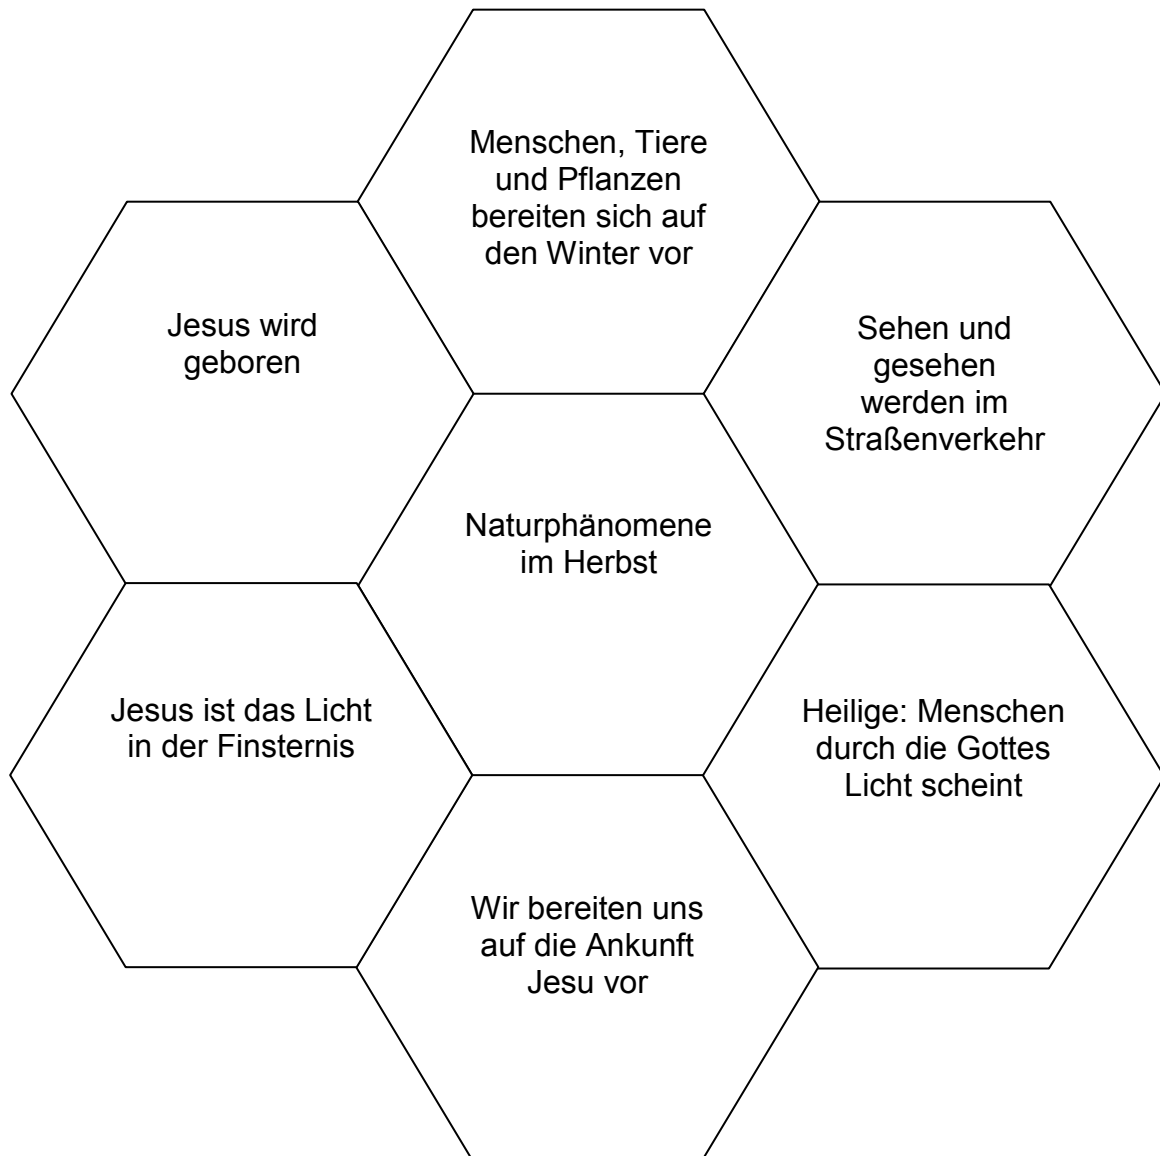 Menschen, Tiere
und Pflanzen
bereiten sich auf
den Winter vor
Jesus wird
geboren
Sehen und
gesehen
werden im
Straßenverkehr
Naturphänomene
im Herbst
Jesus ist das Licht
in der Finsternis
Heilige: Menschen
durch die Gottes
Licht scheint
Wir bereiten uns
auf die Ankunft
Jesu vor